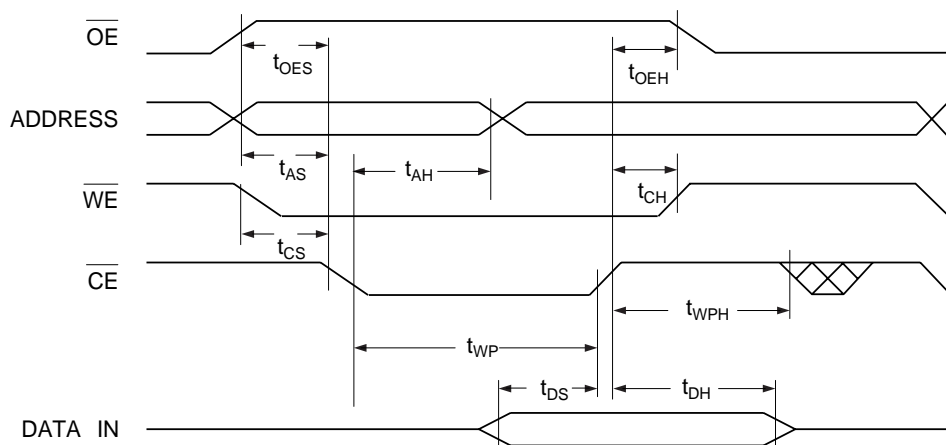 OE
tOES
tOEH
ADDRESS
tAS
tAH
WE
tCH
tCS
CE
tWPH
tWP
tDS
tDH
DATA IN